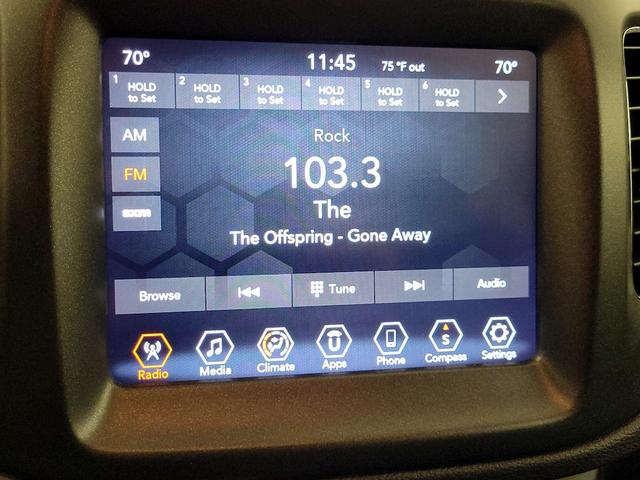 70° 11:45 75 °F out 70°
1 HOLD to Set 2 HOLD to Set 3 HOLD to Set 4 HOLD to Set 5 HOLD to Set 6 HOLD to Set
AM
Rock
FM
103.3
sxm
The
The Offspring - Gone Away
Browse Tune Audio
S
Radio Media Climate Apps Phone Compass Settings